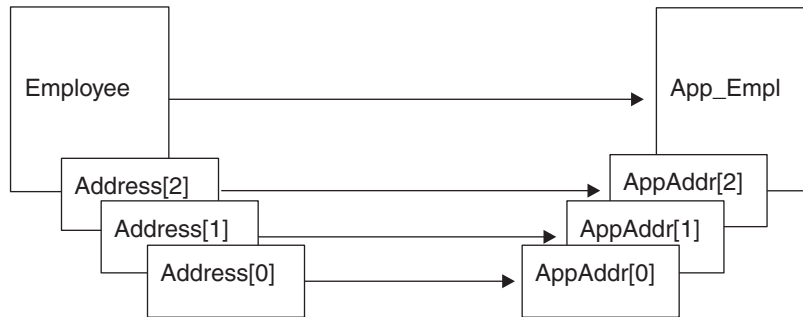 Employee
App_Empl
Address[2]
AppAddr[2]
Address[1]
AppAddr[1]
Address[0]
AppAddr[0]